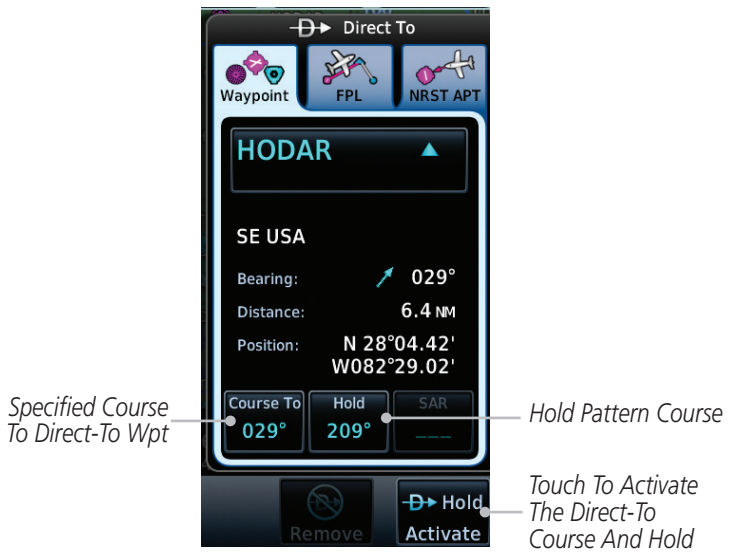 Direct To
Waypoint
FPL
NRST APT
HODAR
SE USA
Bearing: 029°
Distance: 6.4 NM
Position: N 28°04.42'
W082°29.02'
Course To
029°
Hold
209°
SAR
___
Remove
D Hold
Activate
Specified Course
To Direct-To Wpt
Hold Pattern Course
Touch To Activate
The Direct-To
Course And Hold